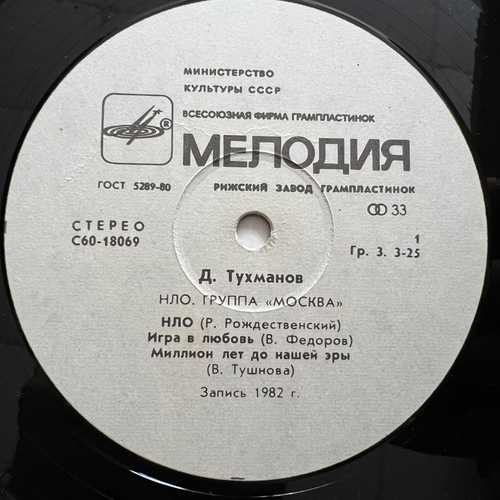 МИНИСТЕРСТВО
КУЛЬТУРЫ СССР
ВСЕСОЮЗНАЯ ФИРМА ГРАМПЛАСТИНОК
®
МЕЛОДИЯ
ГОСТ 5289-80
РИЖСКИЙ ЗАВОД ГРАМПЛАСТИНОК
СТЕРЕО
33
С60-18069
1
Гр. 3. 3-25
Д. Тухманов
НЛО. ГРУППА «МОСКВА»
НЛО (Р. Рождественский)
Игра в любовь (В. Федоров)
Миллион лет до нашей эры
(В. Тушнова)
Запись 1982 г.